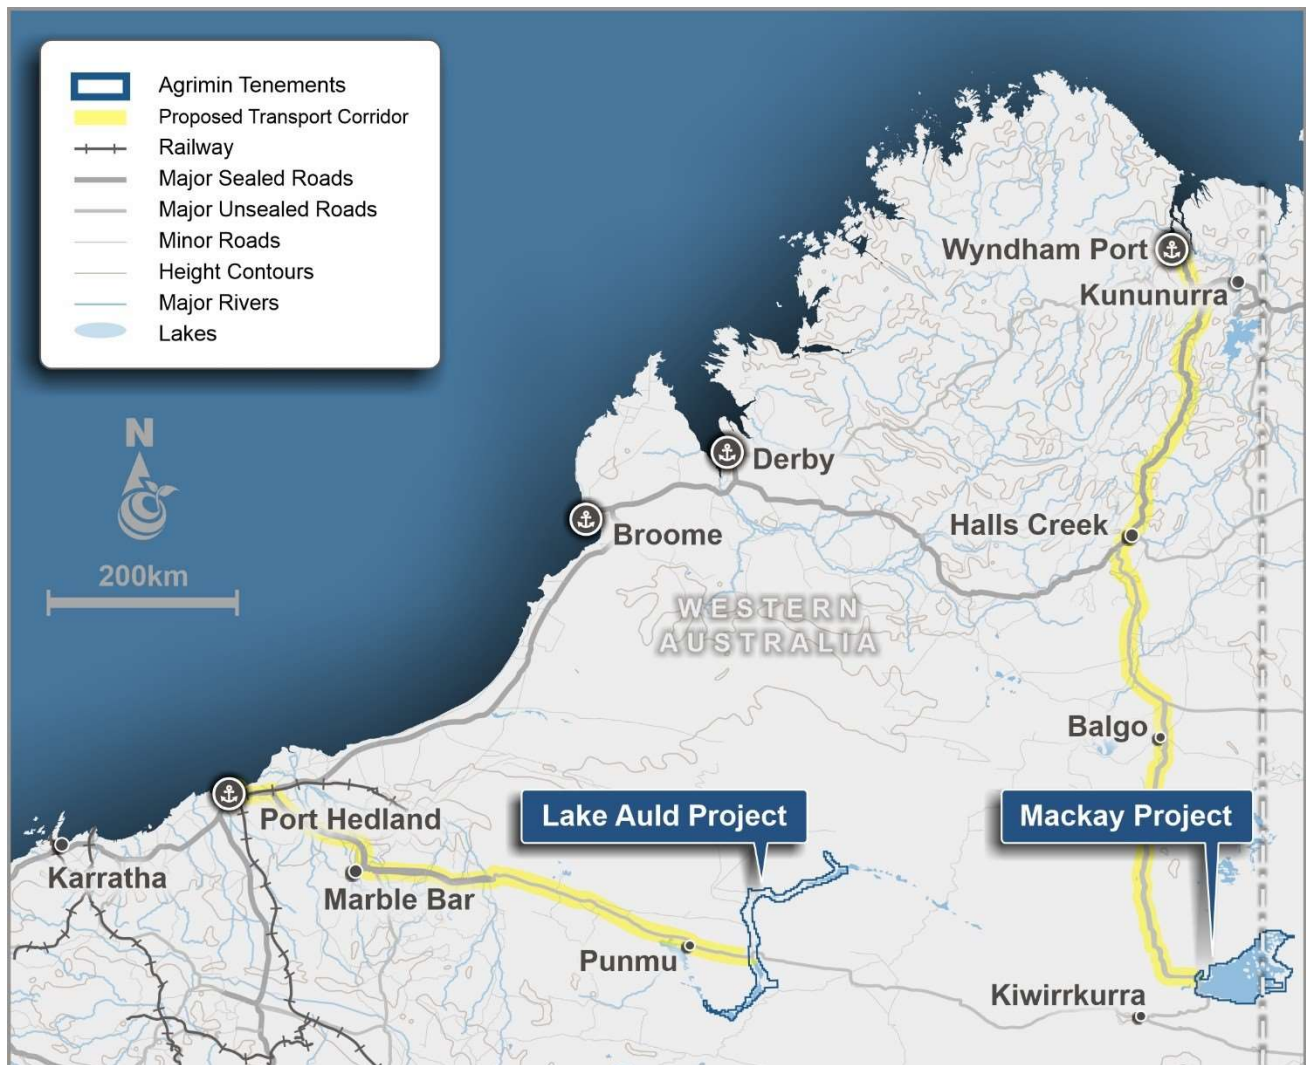 Agrimin Tenements
Proposed Transport Corridor
Railway
Major Sealed Roads
Major Unsealed Roads
Minor Roads
Height Contours
Major Rivers
Lakes
N
200km
Wyndham Port
Kununurra
Derby
Broome
Halls Creek
WESTERN
AUSTRALIA
Balgo
Lake Auld Project
Mackay Project
Port Hedland
Karratha
Marble Bar
Punmu
Kiwirrkurra